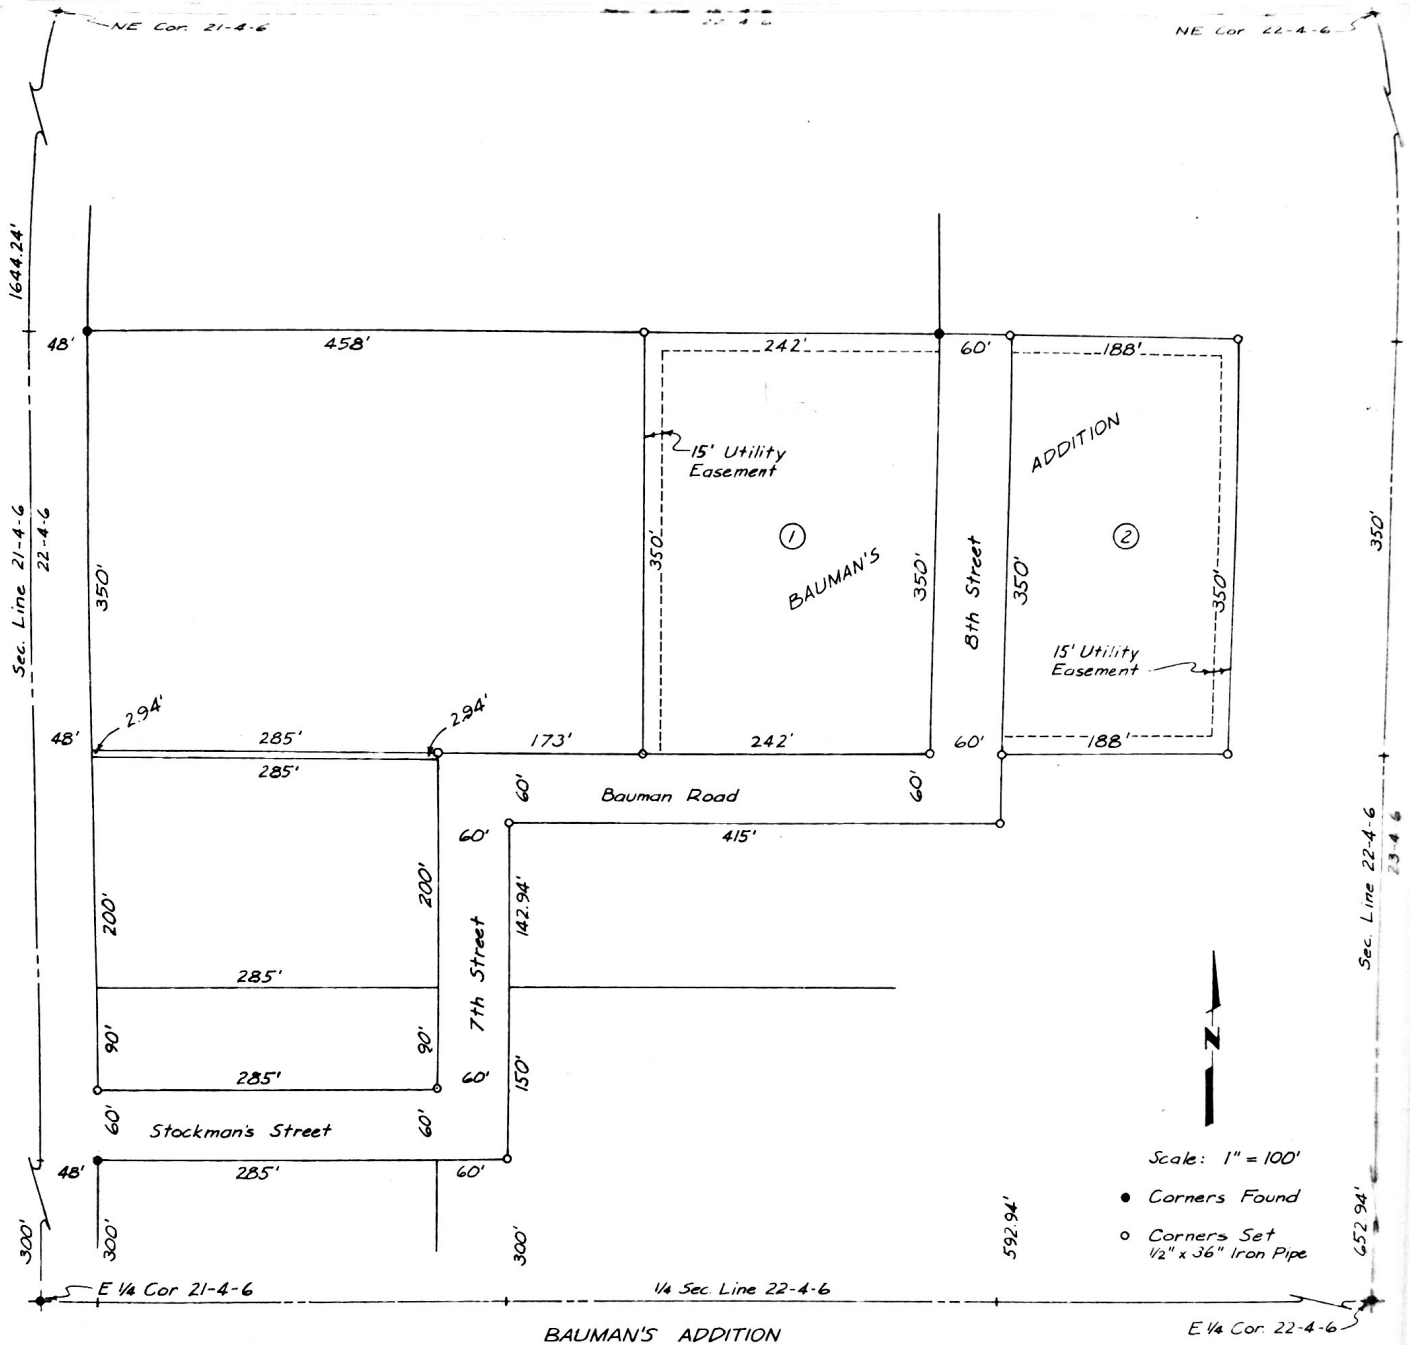 NE Cor. 21-4-6
22 4 6
NE Cor 22-4-6
1644.24'
48'
458'
242'
60'
188'
15' Utility
Easement
ADDITION
1
2
BAUMAN'S
Sec. Line 21-4-6
22-4-6
350'
350'
350'
8th Street
350'
350'
350'
15' Utility
Easement
2.94'
2.94'
48'
285'
173'
242'
60'
188'
285'
60'
Bauman Road
60'
60'
415'
Sec. Line 22-4-6
23-4-6
200'
200'
142.94'
7th Street
285'
90'
90'
285'
60'
150'
60'
Stockman's Street
60'
48'
285'
60'
N
Scale: 1" = 100'
Corners Found
Corners Set
1/2" x 36" Iron Pipe
300'
300'
300'
592.94'
652.94'
E 1/4 Cor 21-4-6
1/4 Sec. Line 22-4-6
E 1/4 Cor. 22-4-6
BAUMAN'S ADDITION